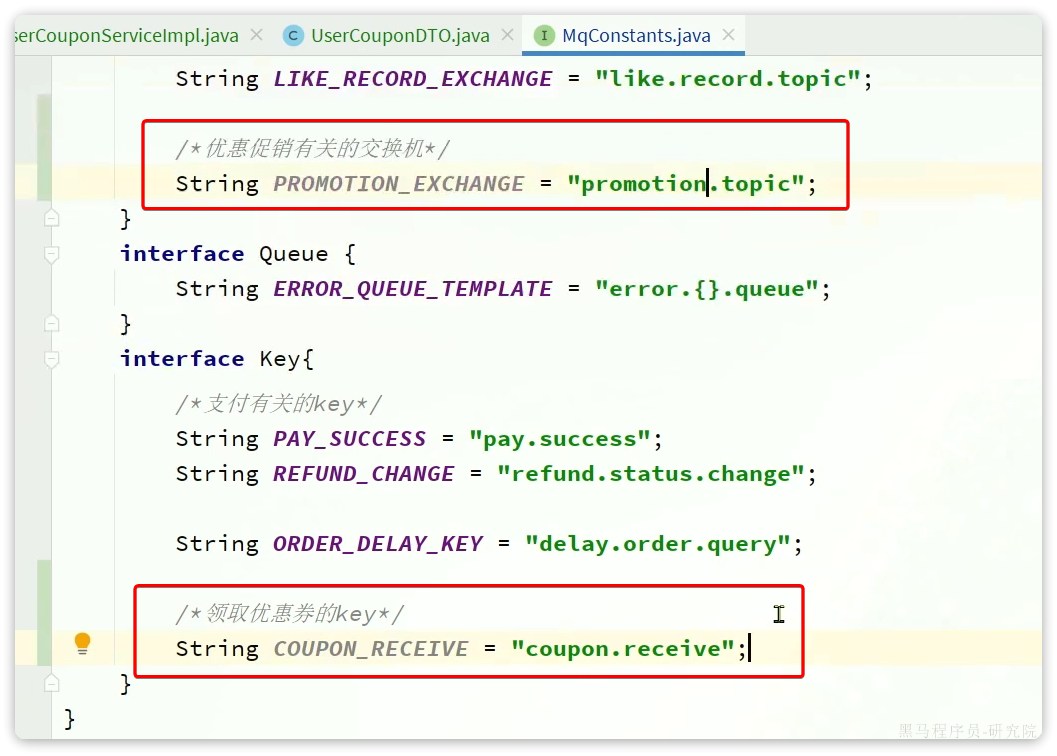 serCouponServiceImpl.java UserCouponDTO.java MqConstants.java
String LIKE_RECORD_EXCHANGE = "like.record.topic";
/*优惠促销有关的交换机*/
String PROMOTION_EXCHANGE = "promotion.topic";
}
interface Queue {
String ERROR_QUEUE_TEMPLATE = "error.{}.queue";
}
interface Key{
/*支付有关的key*/
String PAY_SUCCESS = "pay.success";
String REFUND_CHANGE = "refund.status.change";
String ORDER_DELAY_KEY = "delay.order.query";
/*领取优惠券的key*/
String COUPON_RECEIVE = "coupon.receive";
}
}
黑马程序员-研究院